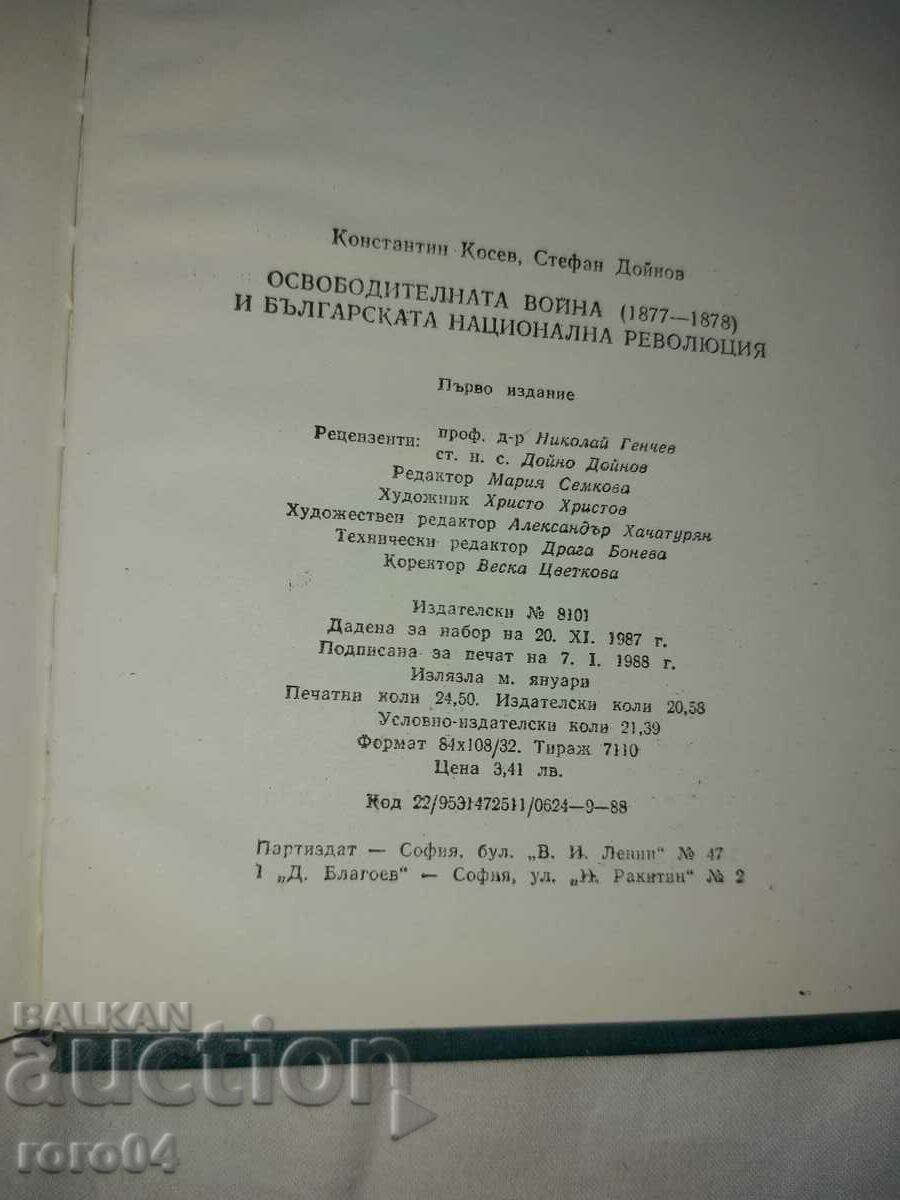 Константин Косев, Стефан Дойнов
ОСВОБОДИТЕЛНАТА ВОЙНА (1877—1878)
И БЪЛГАРСКАТА НАЦИОНАЛНА РЕВОЛЮЦИЯ
Първо издание
Рецензенти: проф. д-р Николай Генчев
ст. н. с. Дойно Дойнов
Редактор Мария Семкова
Художник Христо Христов
Художествен редактор Александър Хачатурян
Технически редактор Драга Бонева
Коректор Веска Цветкова
Издателски № 8101
Дадена за набор на 20. XI. 1987 г.
Подписана за печат на 7. I. 1988 г.
Излязла м. януари
Печатни коли 24,50. Издателски коли 20,58
Условно-издателски коли 21,39
Формат 84x108/32. Тираж 7110
Цена 3,41 лв.
Код 22/9531472511/0624—9—88
Партиздат — София, бул. „В. И. Ленин“ № 47
1 „Д. Благоев“ — София, ул. „Н. Ракитин“ № 2
BALKAN
auction
roro04